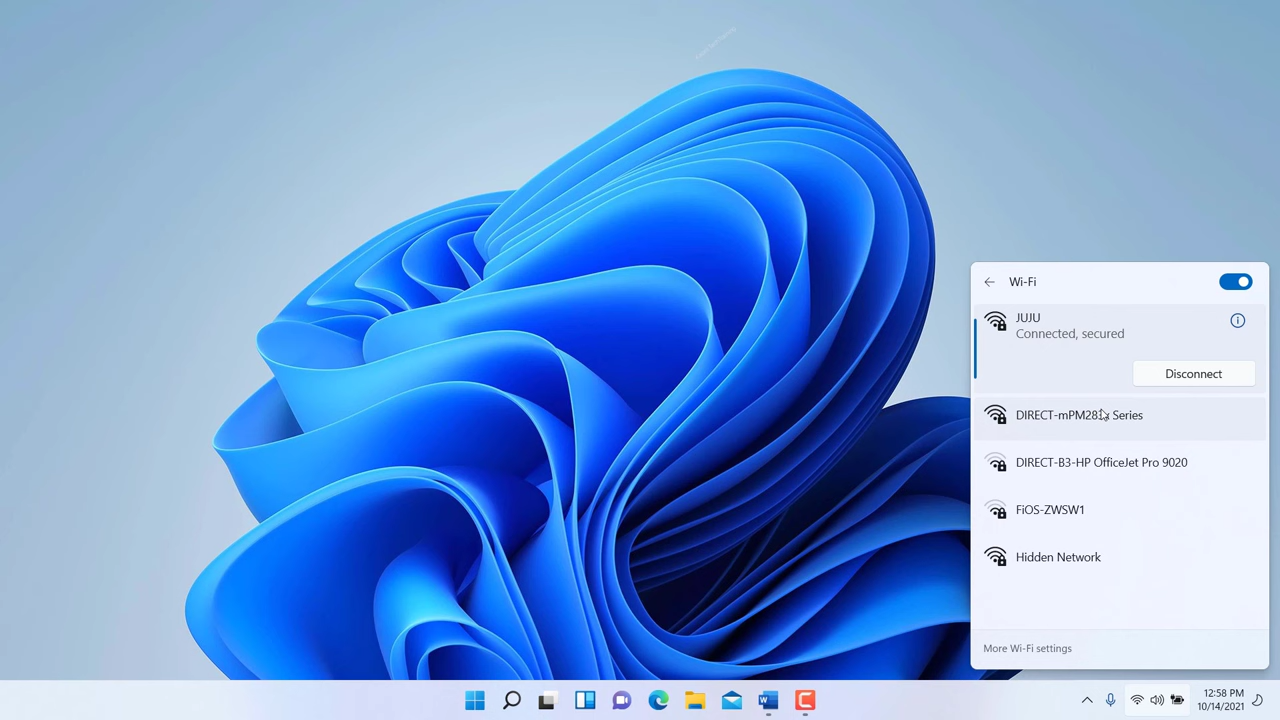 Wi-Fi
JUJU
Connected, secured
Disconnect
Series
DIRECT-B3-HP OfficeJet Pro 9020
FiOS-ZWSW1
Hidden Network
More Wi-Fi settings
12:58 PM
10/14/2021